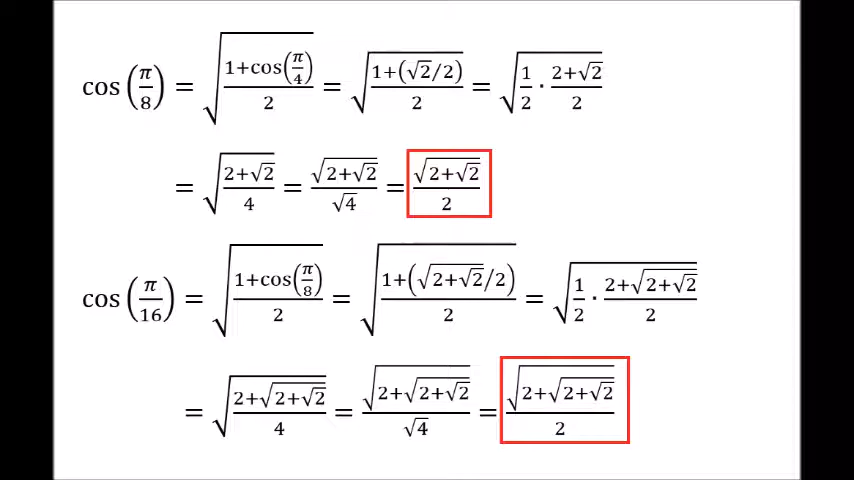 cos(π/8) = √((1+cos(π/4))/2) = √((1+(√2/2))/2) = √(1/2 · (2+√2)/2)
= √((2+√2)/4) = √(2+√2)/√4 = √(2+√2)/2
cos(π/16) = √((1+cos(π/8))/2) = √((1+(√(2+√2)/2))/2) = √(1/2 · (2+√(2+√2))/2)
= √((2+√(2+√2))/4) = √(2+√(2+√2))/√4 = √(2+√(2+√2))/2